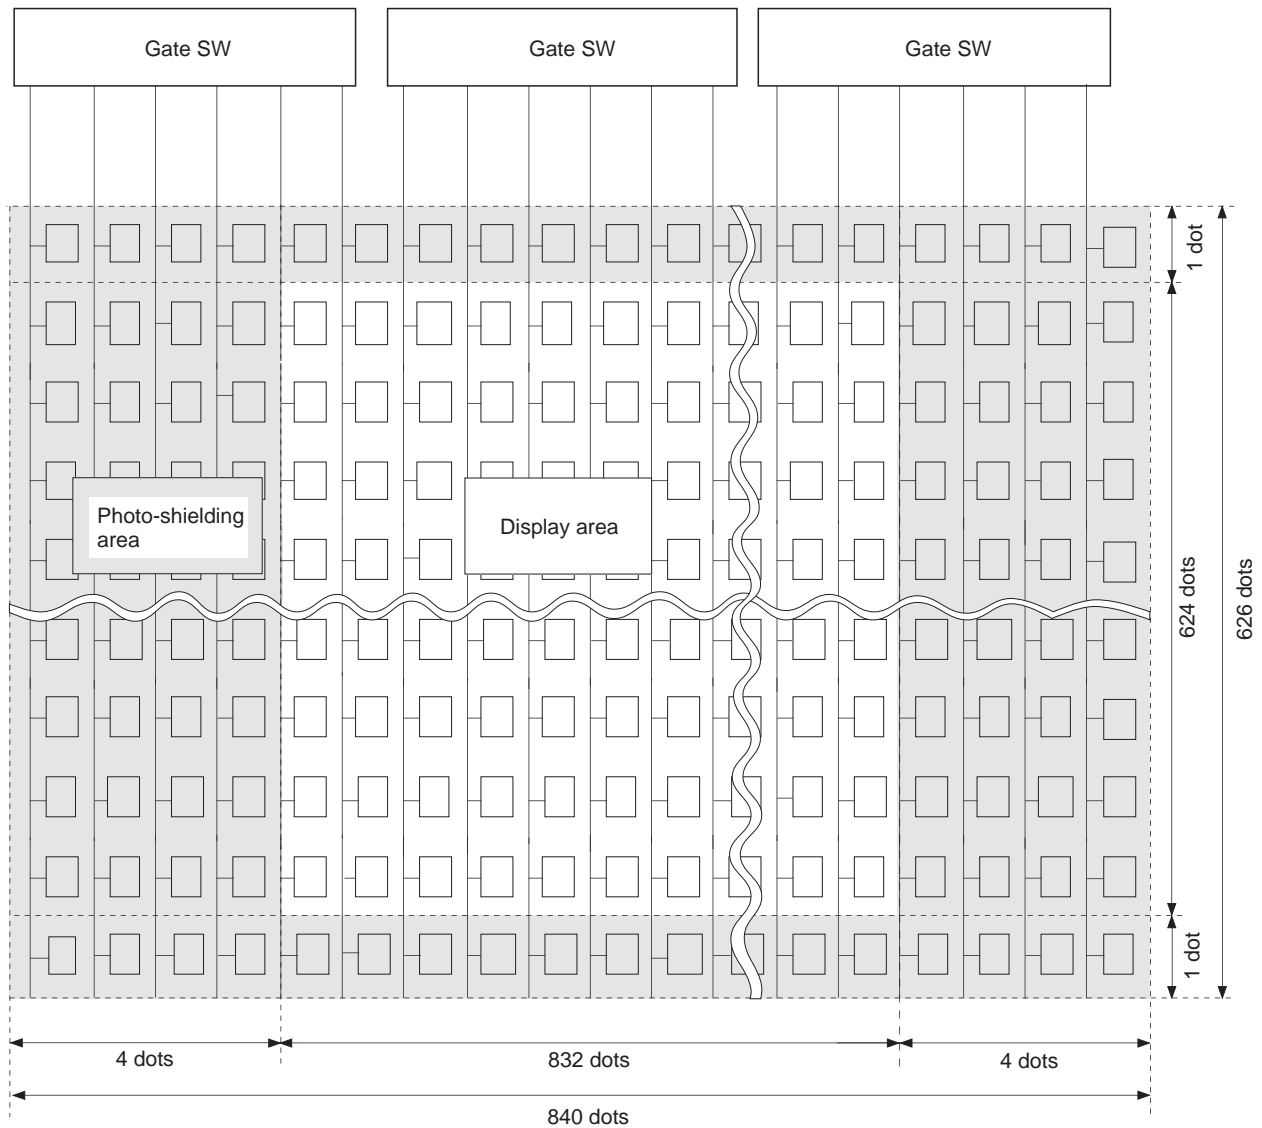 Gate SW
Gate SW
Gate SW
1 dot
Photo-shielding
area
Display area
624 dots
626 dots
1 dot
4 dots
832 dots
4 dots
840 dots